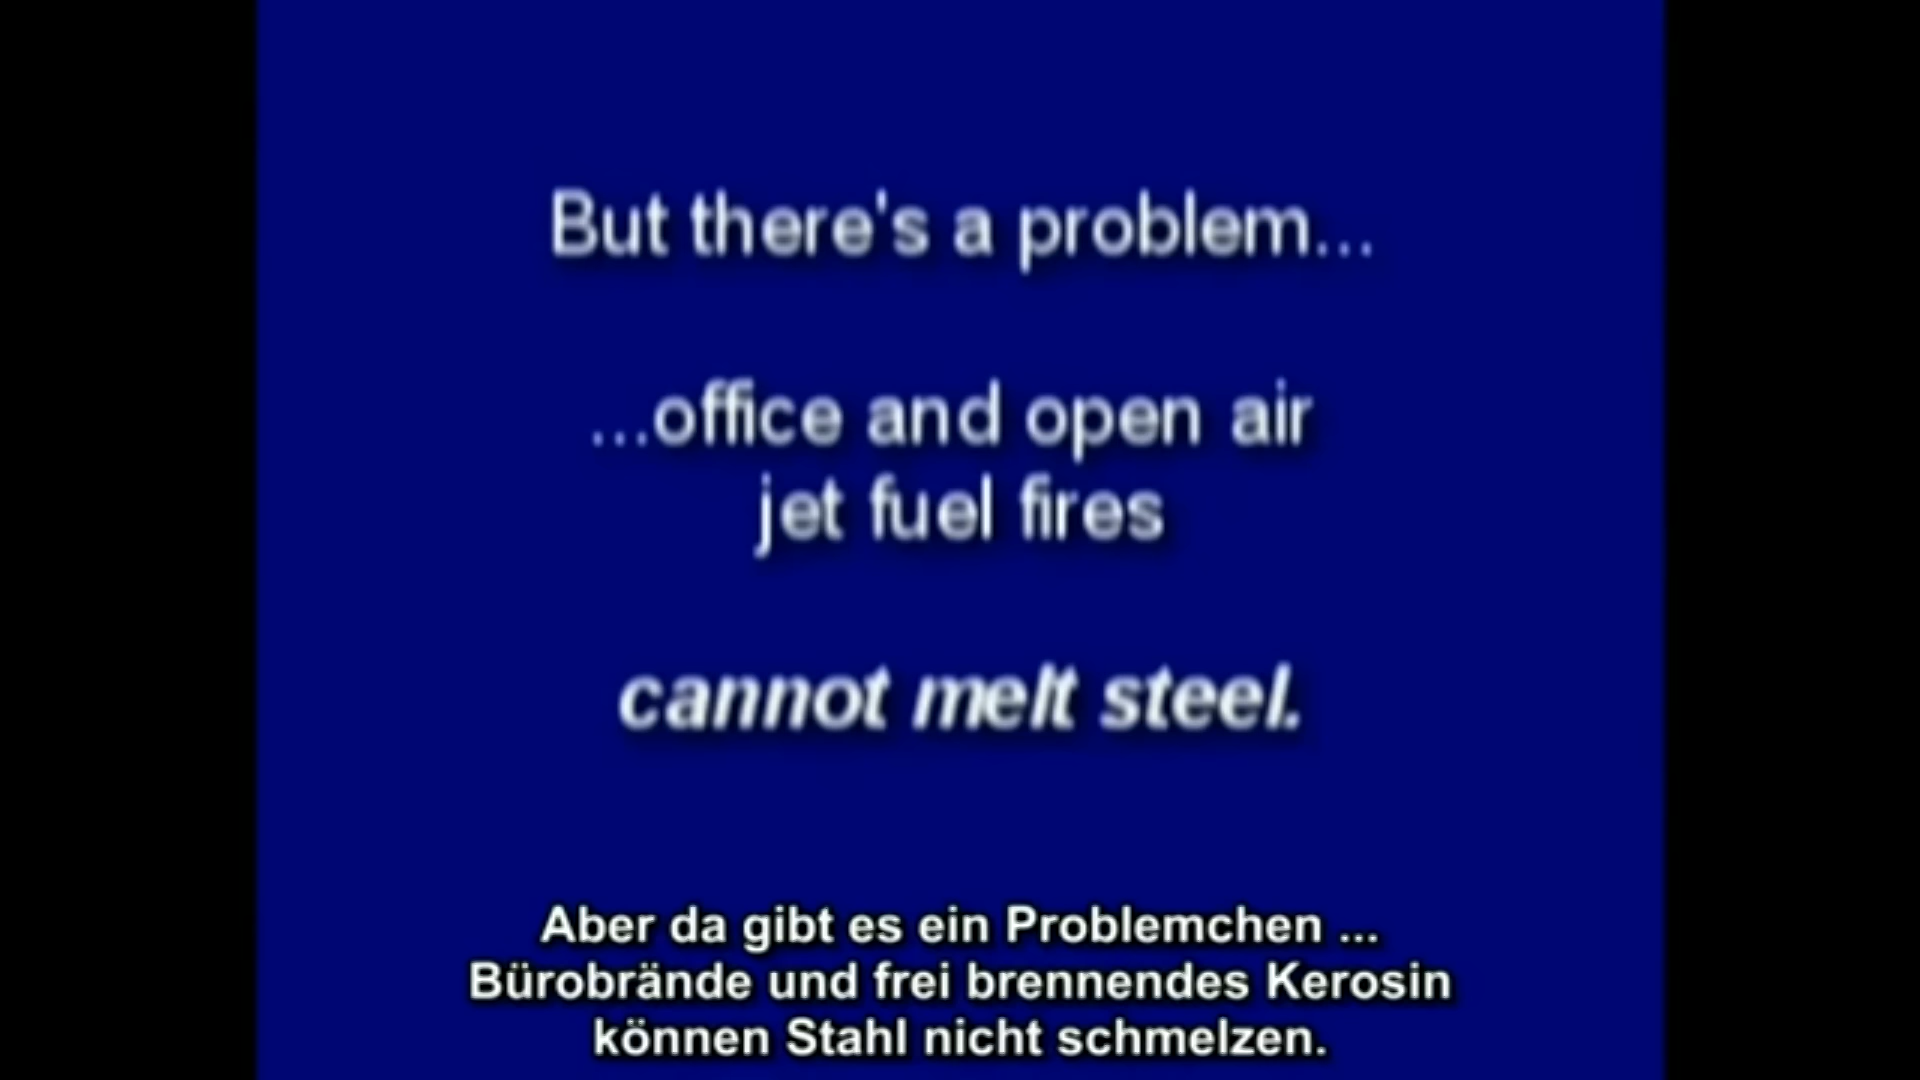 But there's a problem...
...office and open air
jet fuel fires
cannot melt steel.
Aber da gibt es ein Problemchen ...
Bürobrände und frei brennendes Kerosin
können Stahl nicht schmelzen.